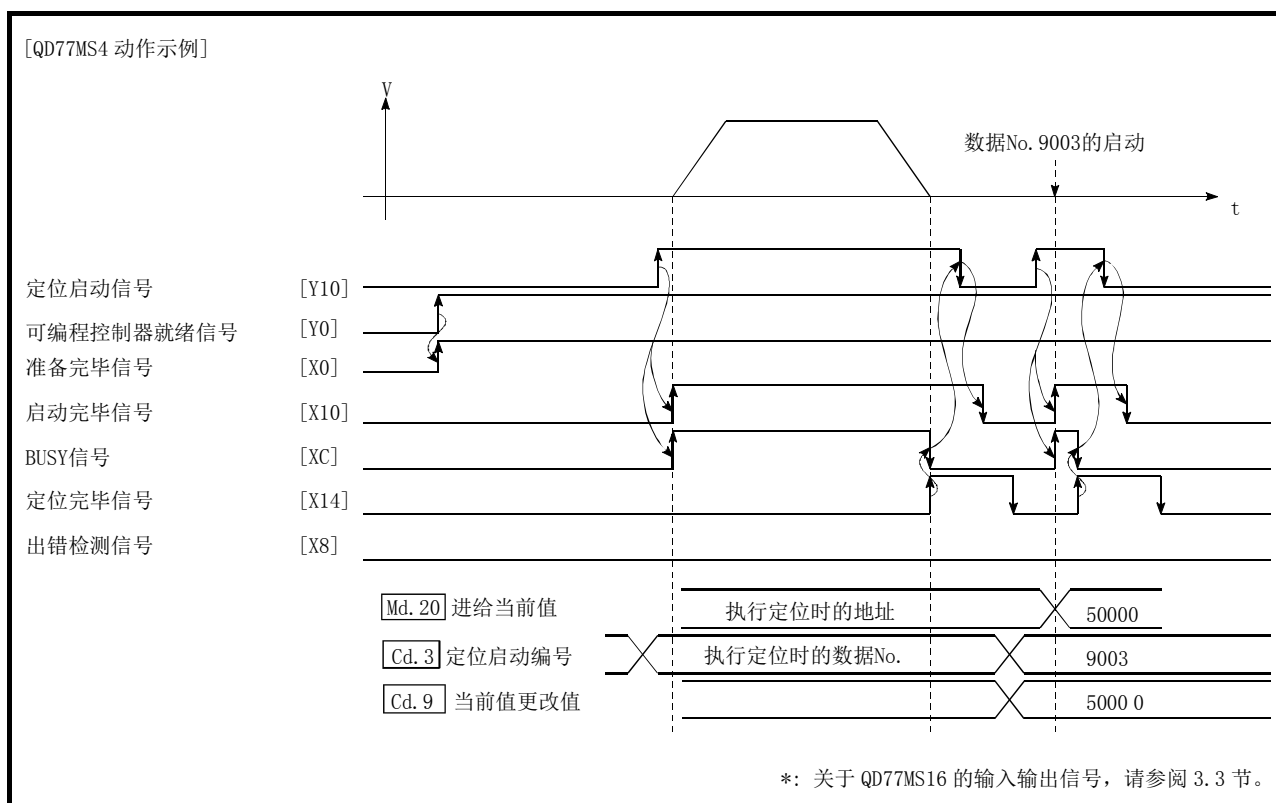 [QD77MS4 动作示例]
V
数据No. 9003的启动
t
定位启动信号 [Y10]
可编程控制器就绪信号 [Y0]
准备完毕信号 [X0]
启动完毕信号 [X10]
BUSY信号 [XC]
定位完毕信号 [X14]
出错检测信号 [X8]
Md. 20 进给当前值 执行定位时的地址 50000
Cd. 3 定位启动编号 执行定位时的数据No. 9003
Cd. 9 当前值更改值 5000 0
*: 关于 QD77MS16 的输入输出信号，请参阅 3.3 节。